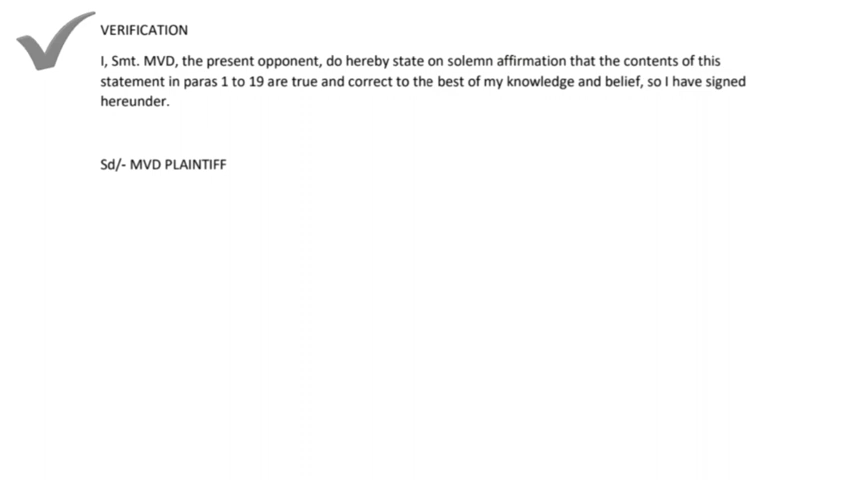 VERIFICATION
I, Smt. MVD, the present opponent, do hereby state on solemn affirmation that the contents of this
statement in paras 1 to 19 are true and correct to the best of my knowledge and belief, so I have signed
hereunder.
Sd/- MVD PLAINTIFF